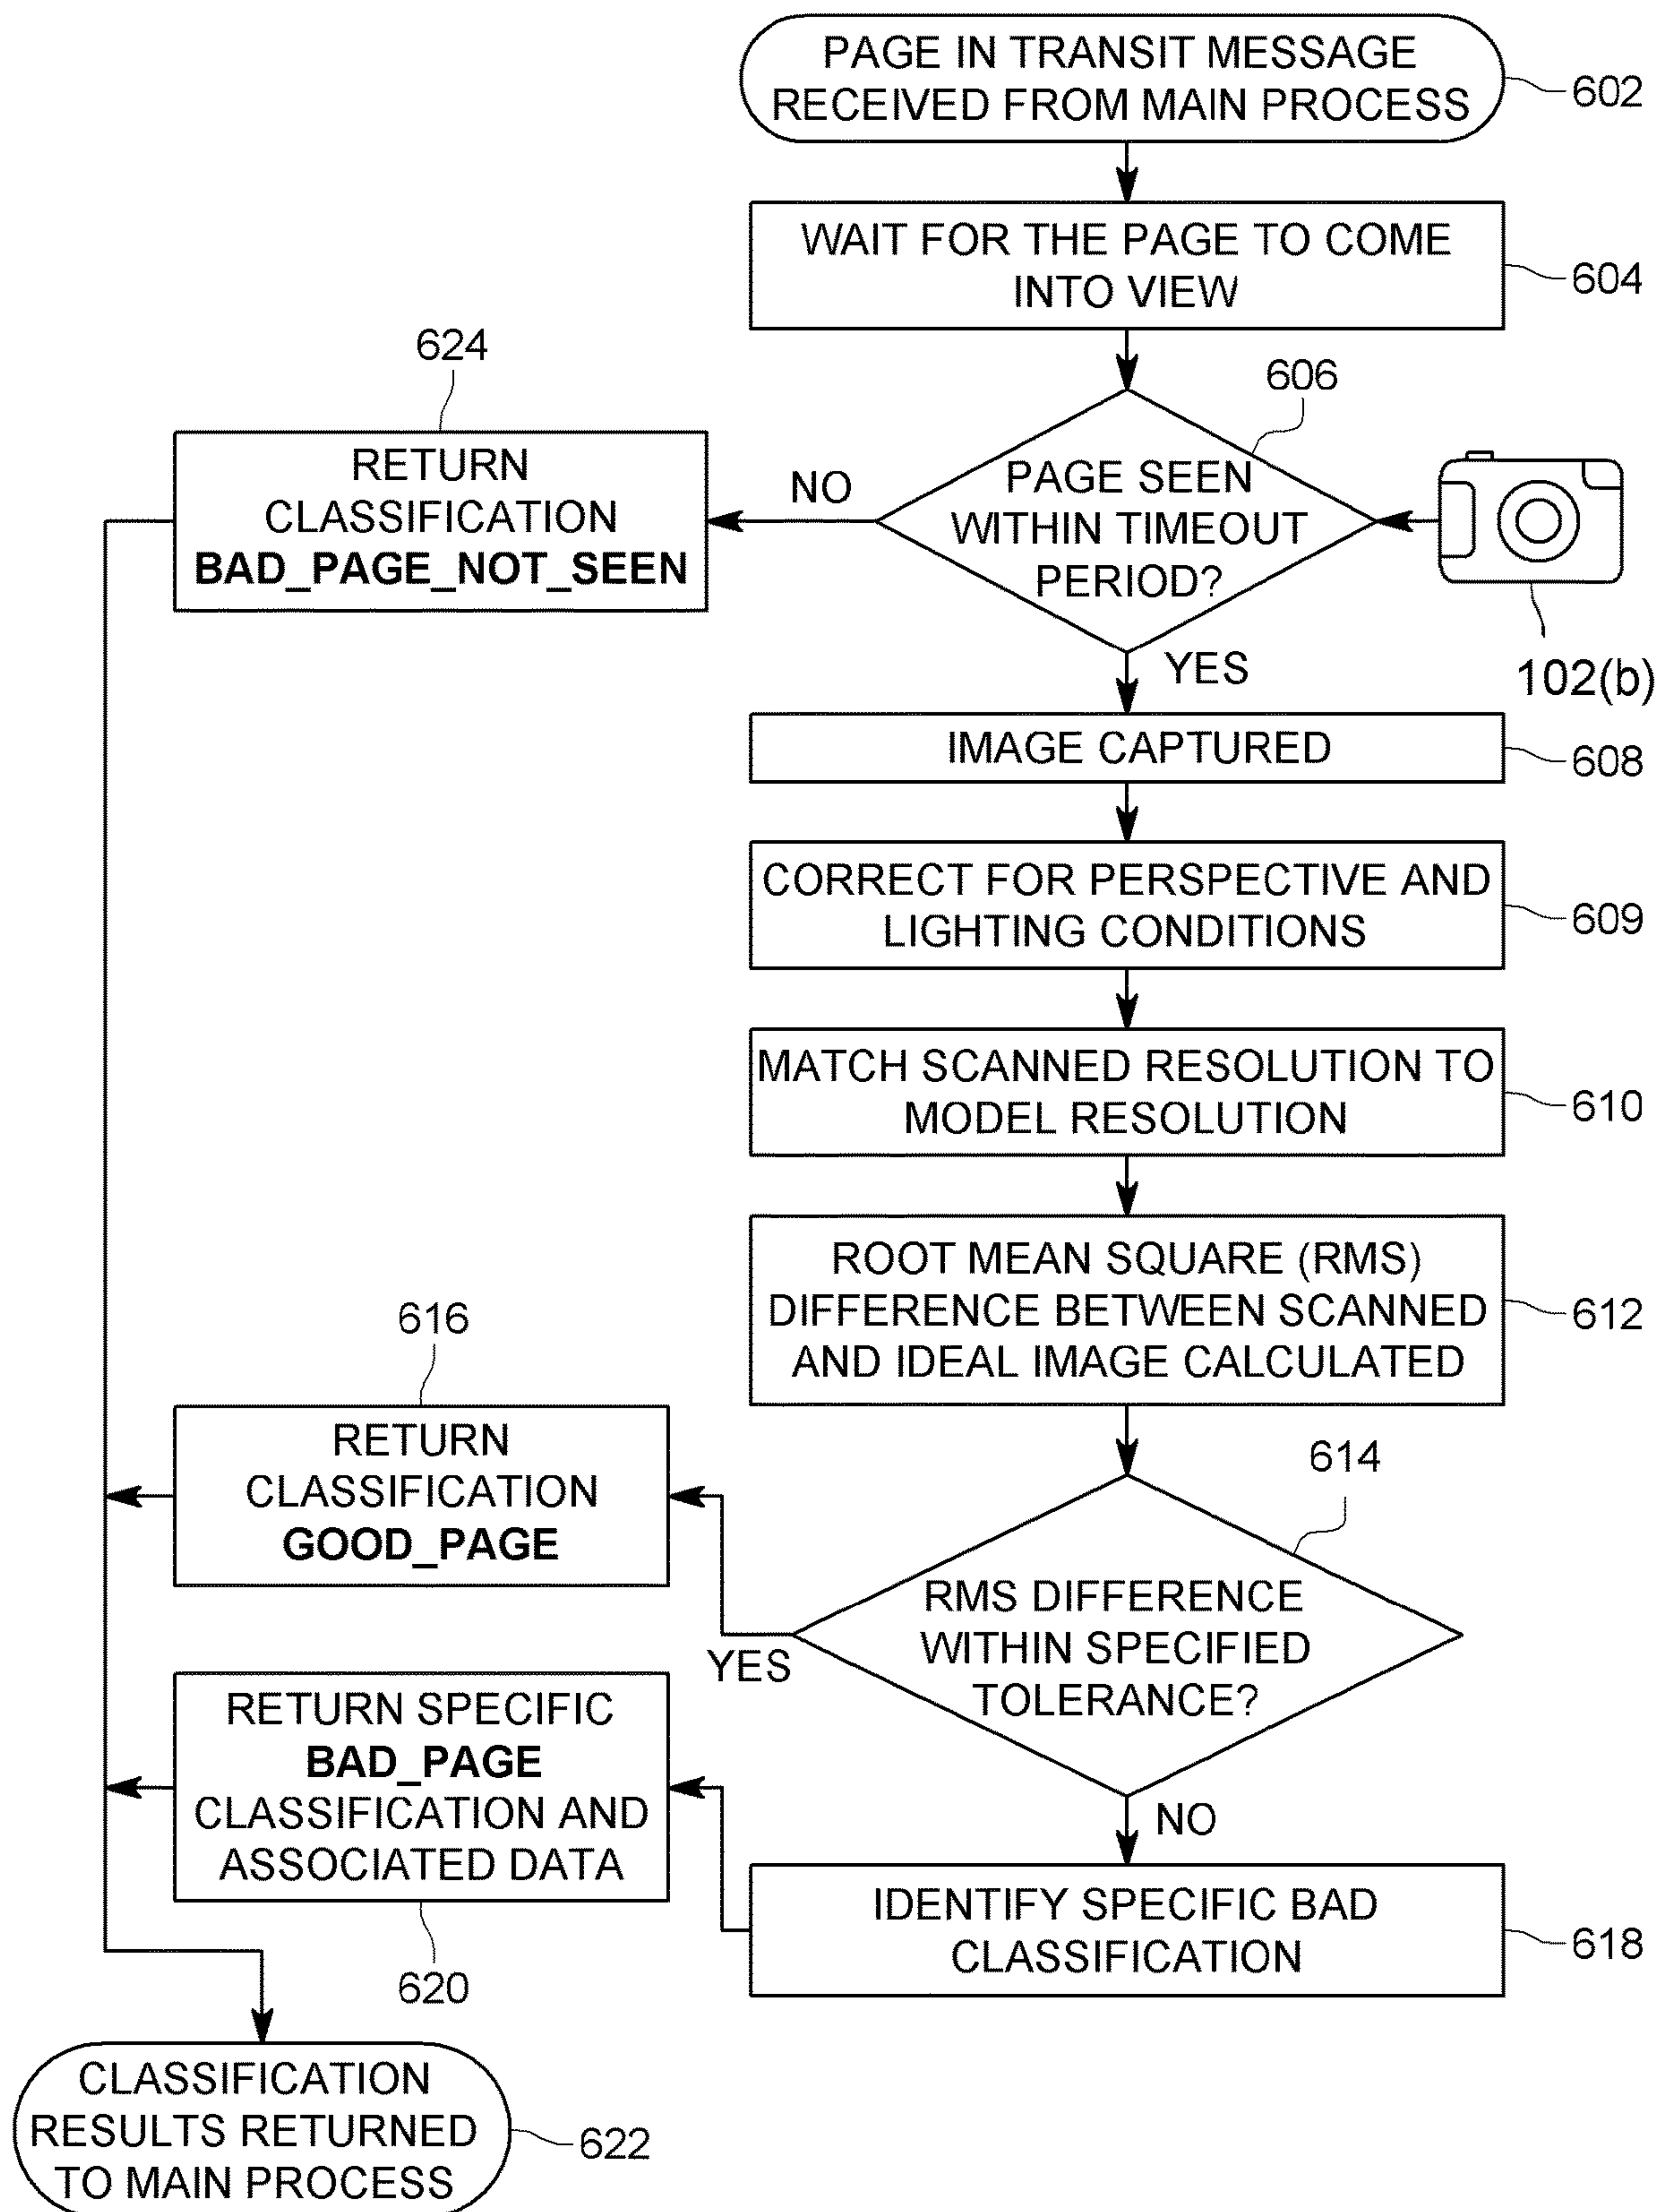 PAGE IN TRANSIT MESSAGE
RECEIVED FROM MAIN PROCESS
602
WAIT FOR THE PAGE TO COME
INTO VIEW
604
624
606
RETURN
CLASSIFICATION
BAD_PAGE_NOT_SEEN
NO
PAGE SEEN
WITHIN TIMEOUT
PERIOD?
102(b)
YES
IMAGE CAPTURED
608
CORRECT FOR PERSPECTIVE AND
LIGHTING CONDITIONS
609
MATCH SCANNED RESOLUTION TO
MODEL RESOLUTION
610
ROOT MEAN SQUARE (RMS)
DIFFERENCE BETWEEN SCANNED
AND IDEAL IMAGE CALCULATED
612
616
RETURN
CLASSIFICATION
GOOD_PAGE
614
RMS DIFFERENCE
WITHIN SPECIFIED
TOLERANCE?
YES
RETURN SPECIFIC
BAD_PAGE
CLASSIFICATION AND
ASSOCIATED DATA
620
NO
IDENTIFY SPECIFIC BAD
CLASSIFICATION
618
CLASSIFICATION
RESULTS RETURNED
TO MAIN PROCESS
622